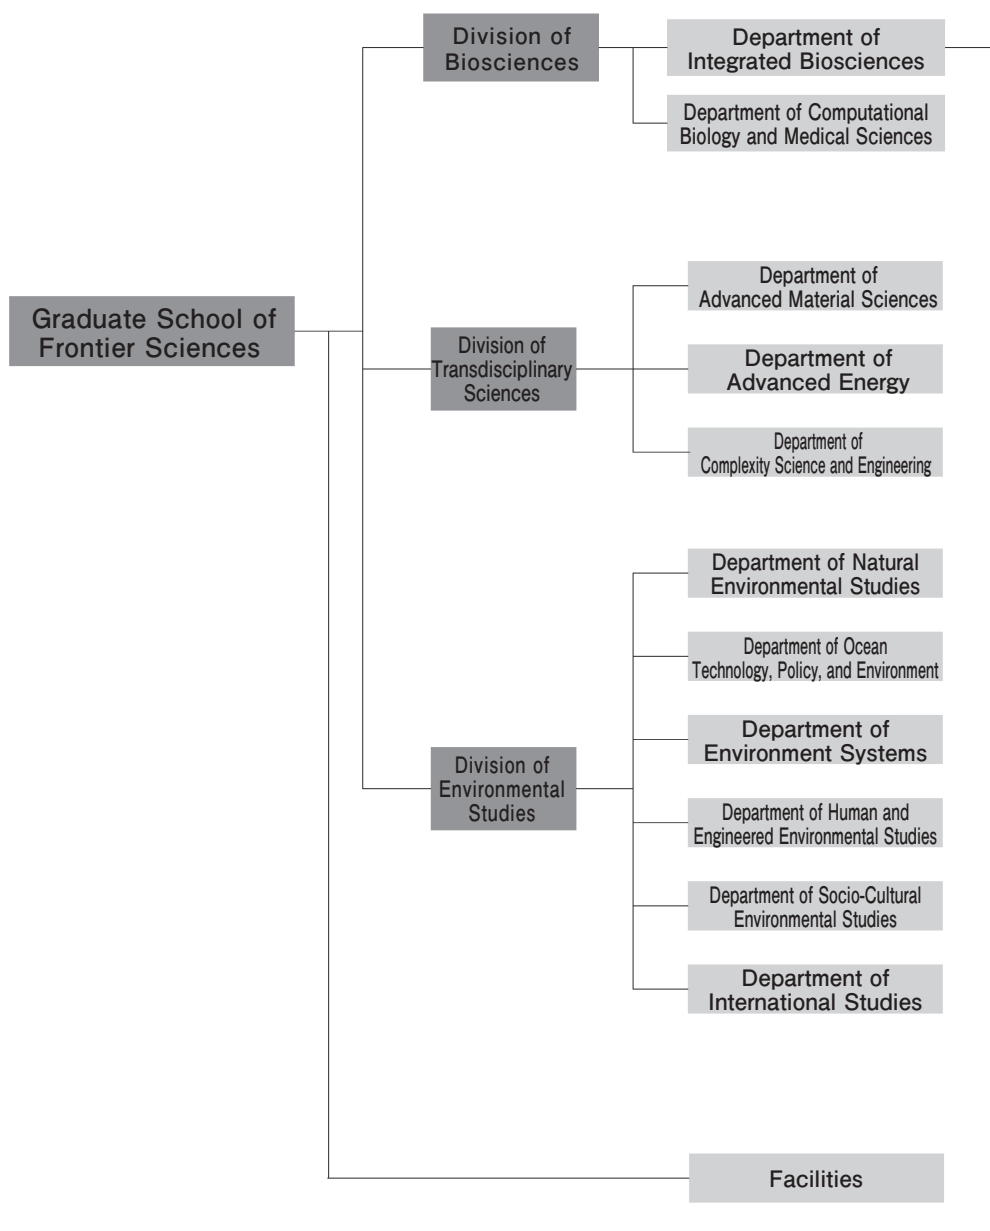 Division of
Biosciences
Department of
Integrated Biosciences
Department of Computational
Biology and Medical Sciences
Graduate School of
Frontier Sciences
Division of
Transdisciplinary
Sciences
Department of
Advanced Material Sciences
Department of
Advanced Energy
Department of
Complexity Science and Engineering
Division of
Environmental
Studies
Department of Natural
Environmental Studies
Department of Ocean
Technology, Policy, and Environment
Department of
Environment Systems
Department of Human and
Engineered Environmental Studies
Department of Socio-Cultural
Environmental Studies
Department of
International Studies
Facilities